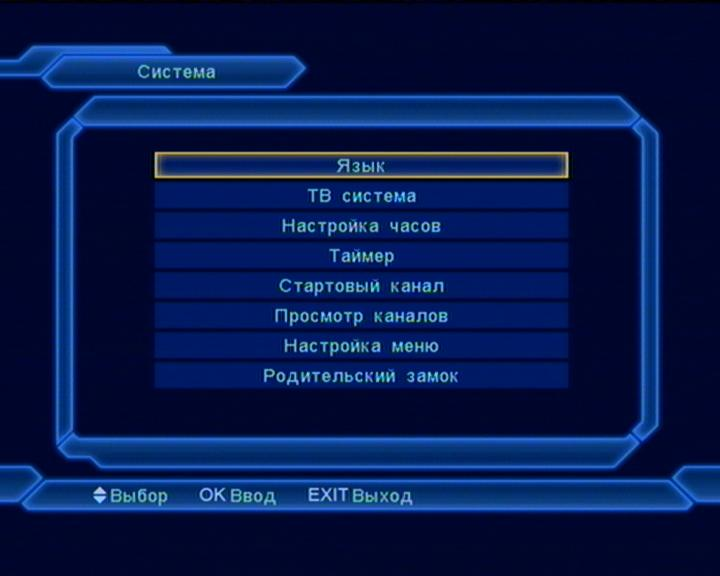 Система
Язык
ТВ система
Настройка часов
Таймер
Стартовый канал
Просмотр каналов
Настройка меню
Родительский замок
Выбор OK Ввод EXIT Выход